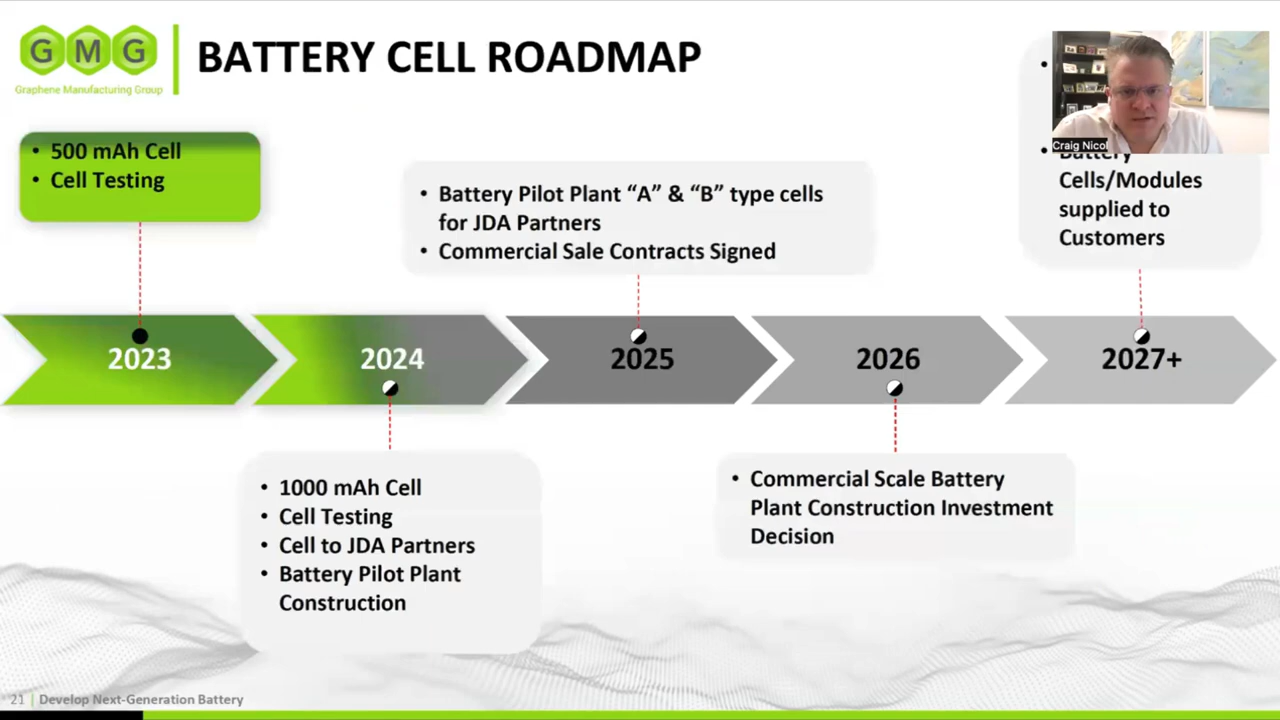 GMG
Graphene Manufacturing Group
BATTERY CELL ROADMAP
• 500 mAh Cell
• Cell Testing
• Battery Pilot Plant “A” & “B” type cells
for JDA Partners
• Commercial Sale Contracts Signed
Craig Nicol
• Battery
Cells/Modules
supplied to
Customers
2023
2024
2025
2026
2027+
• 1000 mAh Cell
• Cell Testing
• Cell to JDA Partners
• Battery Pilot Plant
Construction
• Commercial Scale Battery
Plant Construction Investment
Decision
21 | Develop Next-Generation Battery